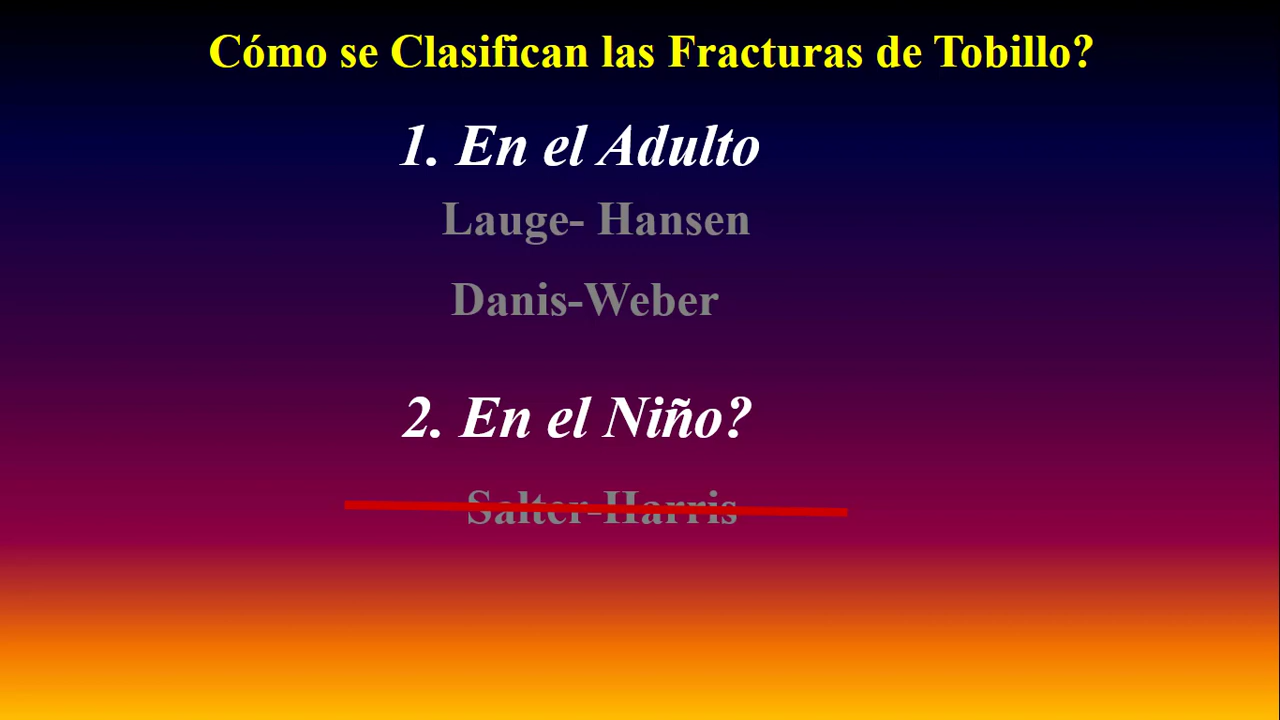 Cómo se Clasifican las Fracturas de Tobillo?
1. En el Adulto
Lauge- Hansen
Danis-Weber
2. En el Niño?
Salter-Harris